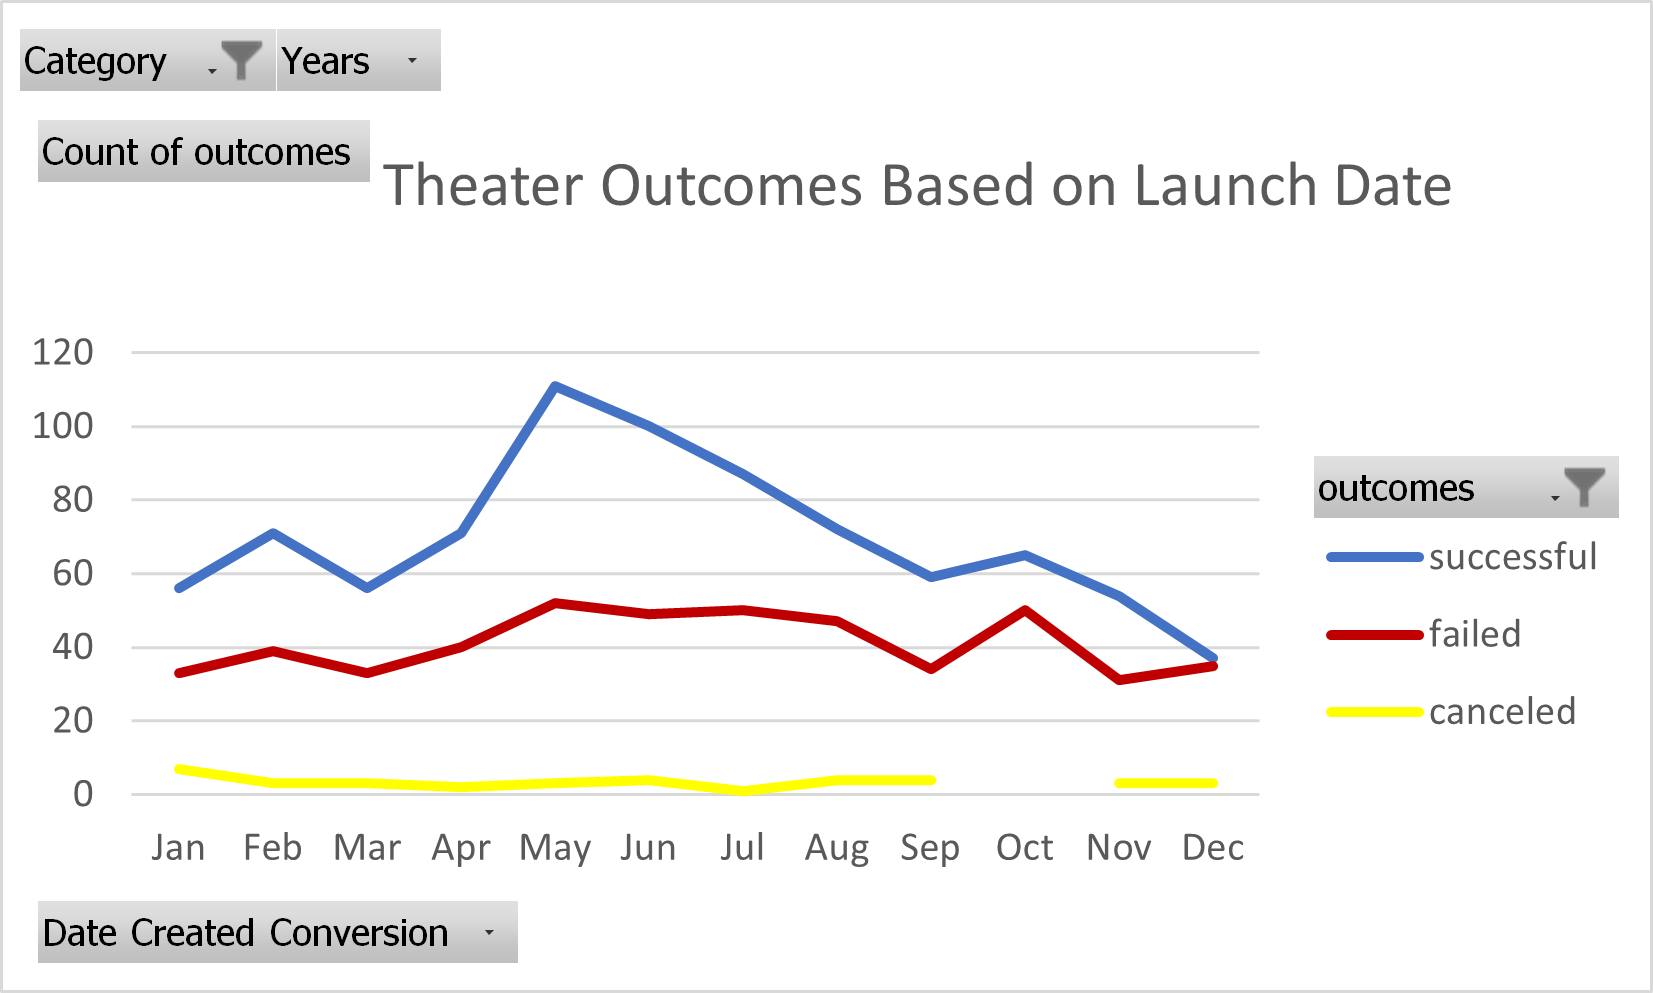 Category Years
Count of outcomes
Theater Outcomes Based on Launch Date
120
100
80
60
40
20
0
Jan Feb Mar Apr May Jun Jul Aug Sep Oct Nov Dec
outcomes
successful
failed
canceled
Date Created Conversion